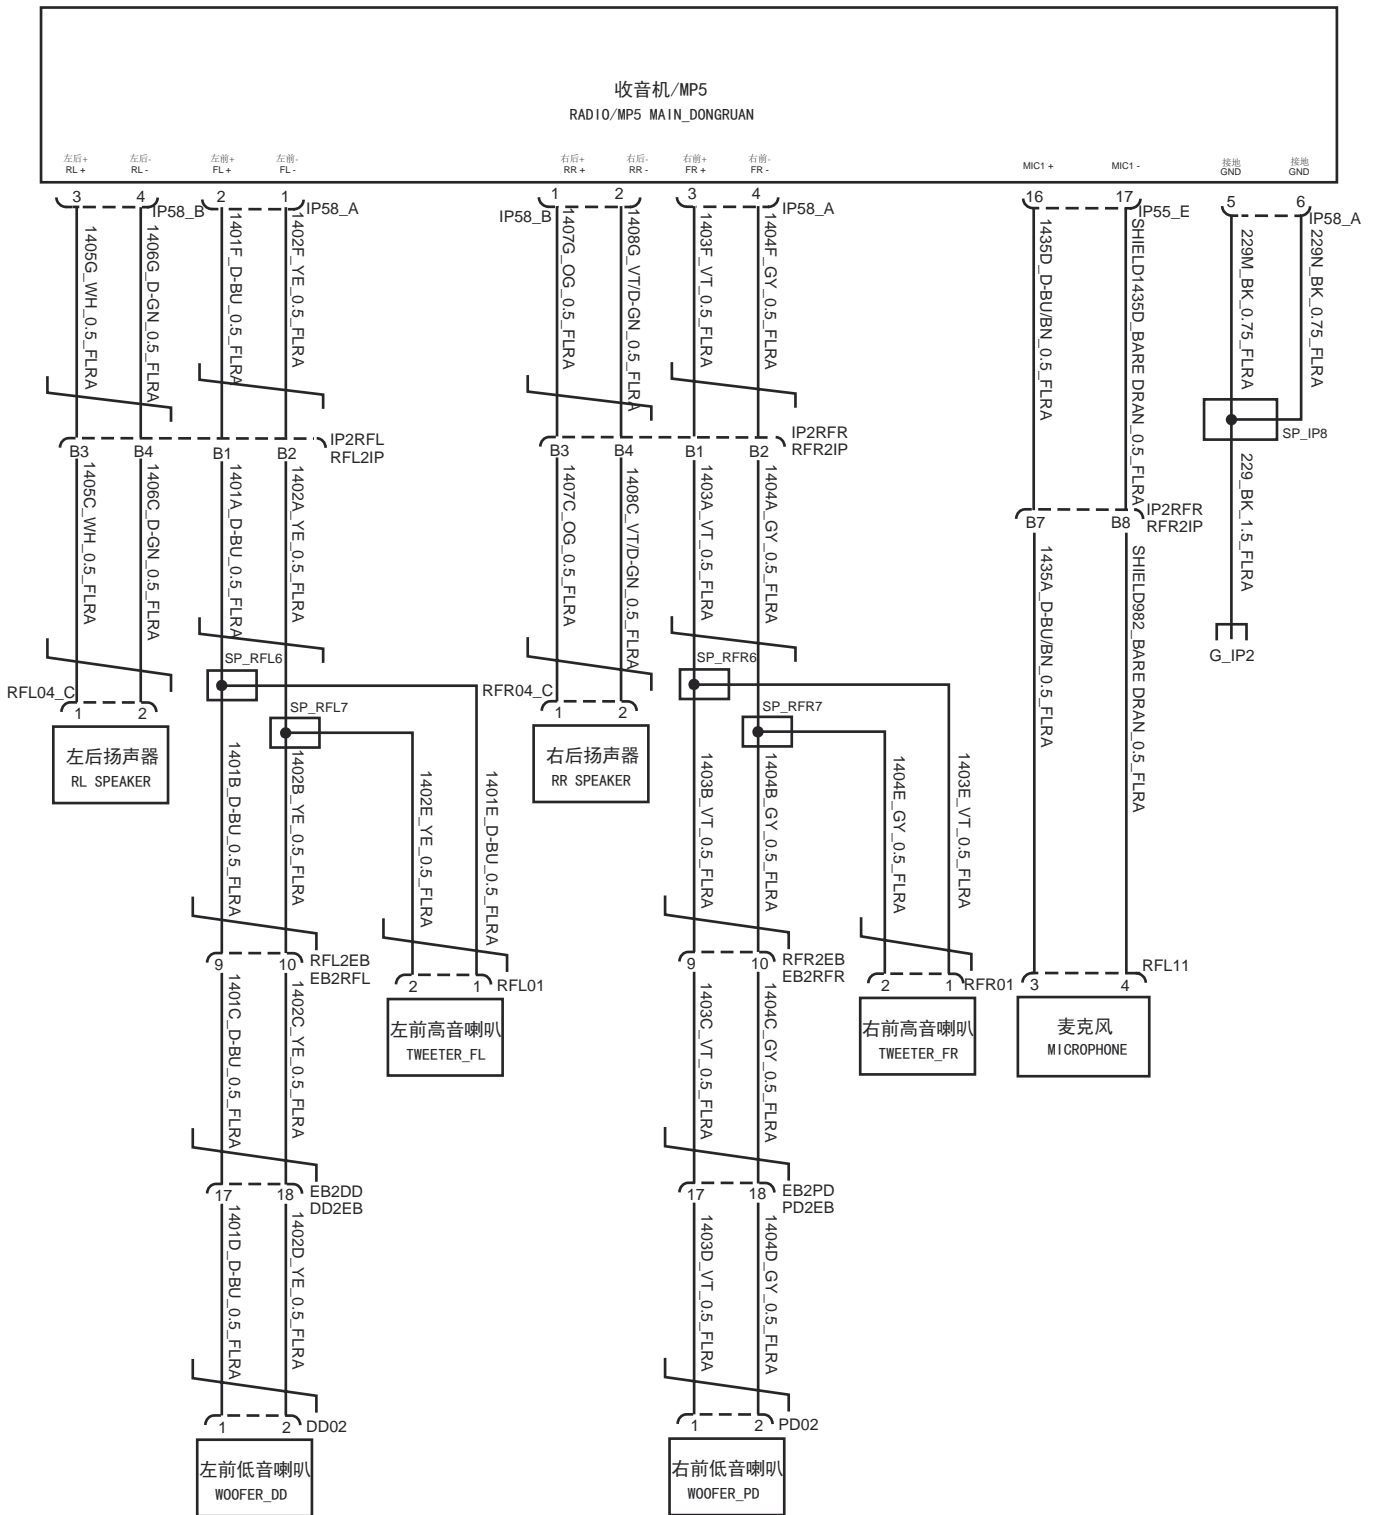 收音机/MP5
RADIO/MP5 MAIN_DONGRUAN
左后+ 左后- 左前+ 左前- 右后+ 右后- 右前+ 右前- 接地 接地
RL + RL - FL + FL - RR + RR - FR + FR - MIC1 + MIC1 - GND GND
3 4 IP58_B 2 1 IP58_A IP58_B 1 2 3 4 IP58_A 16 17 IP55_E 5 6 IP58_A
1405G_WH_0.5_FLRA
1406G_D-GN_0.5_FLRA
1401F_D-BU_0.5_FLRA
1402F_YE_0.5_FLRA
1407G_OG_0.5_FLRA
1408G_VT/D-GN_0.5_FLRA
1403F_VT_0.5_FLRA
1404F_GY_0.5_FLRA
1435D_D-BU/BN_0.5_FLRA
SHIELD1435D_BARE DRAN_0.5_FLRA
229M_BK_0.75_FLRA
229N_BK_0.75_FLRA
SP_IP8
B3 B4 B1 B2 IP2RFL
RFL2IP
B3 B4 B1 B2 IP2RFR
RFR2IP
B7 B8 IP2RFR
RFR2IP
1405C_WH_0.5_FLRA
1406C_D-GN_0.5_FLRA
1401A_D-BU_0.5_FLRA
1402A_YE_0.5_FLRA
1407C_OG_0.5_FLRA
1408C_VT/D-GN_0.5_FLRA
1403A_VT_0.5_FLRA
1404A_GY_0.5_FLRA
1435A_D-BU/BN_0.5_FLRA
SHIELD982_BARE DRAN_0.5_FLRA
229_BK_1.5_FLRA
G_IP2
SP_RFL6
SP_RFL7
SP_RFR6
SP_RFR7
RFL04_C 1 2
左后扬声器
RL SPEAKER
RFR04_C 1 2
右后扬声器
RR SPEAKER
1401B_D-BU_0.5_FLRA
1402B_YE_0.5_FLRA
1402E_YE_0.5_FLRA
1401E_D-BU_0.5_FLRA
1403B_VT_0.5_FLRA
1404B_GY_0.5_FLRA
1404E_GY_0.5_FLRA
1403E_VT_0.5_FLRA
9 10 RFL2EB
EB2RFL
2 1 RFL01
左前高音喇叭
TWEETER_FL
9 10 RFR2EB
EB2RFR
2 1 RFR01
右前高音喇叭
TWEETER_FR
3 4 RFL11
麦克风
MICROPHONE
1401C_D-BU_0.5_FLRA
1402C_YE_0.5_FLRA
1403C_VT_0.5_FLRA
1404C_GY_0.5_FLRA
17 18 EB2DD
DD2EB
17 18 EB2PD
PD2EB
1401D_D-BU_0.5_FLRA
1402D_YE_0.5_FLRA
1403D_VT_0.5_FLRA
1404D_GY_0.5_FLRA
1 2 DD02
左前低音喇叭
WOOFER_DD
1 2 PD02
右前低音喇叭
WOOFER_PD